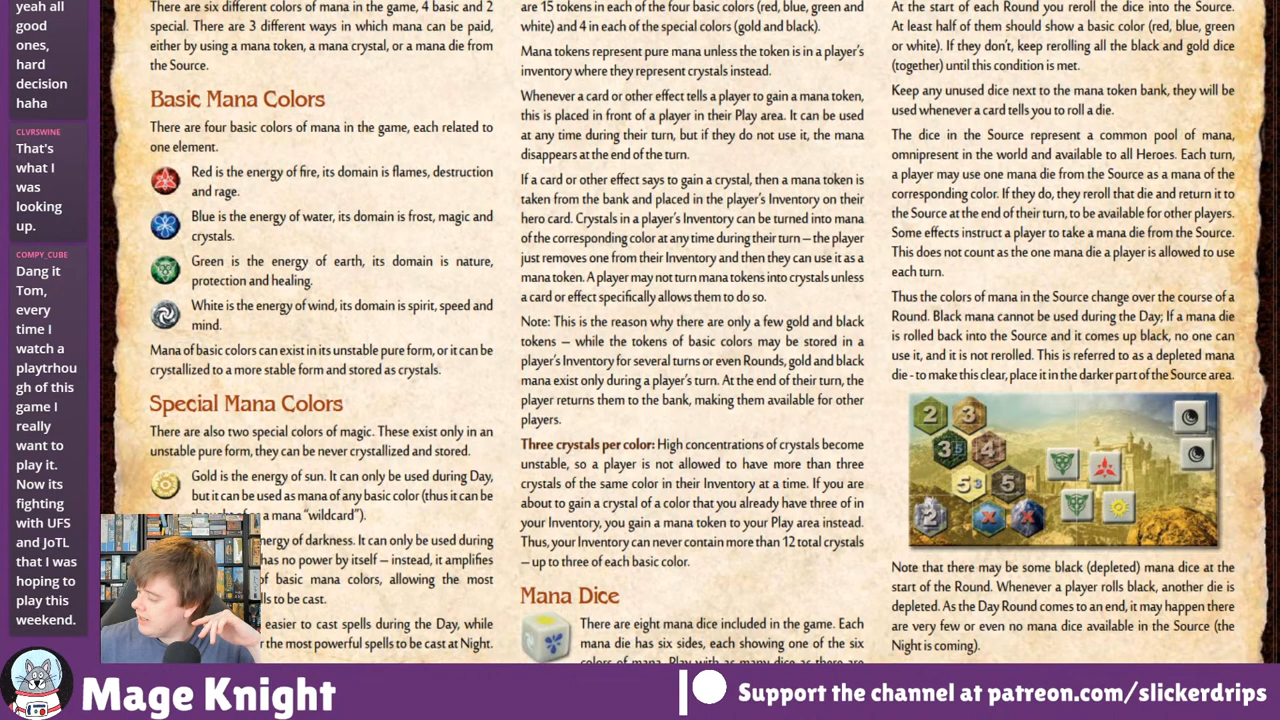 yeah all
good
ones,
hard
decision
haha
CLVRSWINE
That's
what I
was
looking
up.
COMPY_CUBE
Dang it
Tom,
every
time I
watch a
playtrhou
gh of this
game I
really
want to
play it.
Now its
fighting
with UFS
and JoTL
that I was
hoping to
play this
weekend.
There are six different colors of mana in the game, 4 basic and 2
special. There are 3 different ways in which mana can be paid,
either by using a mana token, a mana crystal, or a mana die from
the Source.
Basic Mana Colors
There are four basic colors of mana in the game, each related to
one element.
Red is the energy of fire, its domain is flames, destruction
and rage.
Blue is the energy of water, its domain is frost, magic and
crystals.
Green is the energy of earth, its domain is nature,
protection and healing.
White is the energy of wind, its domain is spirit, speed and
mind.
Mana of basic colors can exist in its unstable pure form, or it can be
crystallized to a more stable form and stored as crystals.
Special Mana Colors
There are also two special colors of magic. These exist only in an
unstable pure form, they can be never crystallized and stored.
Gold is the energy of sun. It can only be used during Day,
but it can be used as mana of any basic color (thus it can be
a mana “wildcard”).
energy of darkness. It can only be used during
has no power by itself – instead, it amplifies
of basic mana colors, allowing the most
to be cast.
easier to cast spells during the Day, while
the most powerful spells to be cast at Night.
are 15 tokens in each of the four basic colors (red, blue, green and
white) and 4 in each of the special colors (gold and black).
Mana tokens represent pure mana unless the token is in a player’s
inventory where they represent crystals instead.
Whenever a card or other effect tells a player to gain a mana token,
this is placed in front of a player in their Play area. It can be used
at any time during their turn, but if they do not use it, the mana
disappears at the end of the turn.
If a card or other effect says to gain a crystal, then a mana token is
taken from the bank and placed in the player’s Inventory on their
hero card. Crystals in a player’s Inventory can be turned into mana
of the corresponding color at any time during their turn – the player
just removes one from their Inventory and then they can use it as a
mana token. A player may not turn mana tokens into crystals unless
a card or effect specifically allows them to do so.
Note: This is the reason why there are only a few gold and black
tokens – while the tokens of basic colors may be stored in a
player’s Inventory for several turns or even Rounds, gold and black
mana exist only during a player’s turn. At the end of their turn, the
player returns them to the bank, making them available for other
players.
Three crystals per color: High concentrations of crystals become
unstable, so a player is not allowed to have more than three
crystals of the same color in their Inventory at a time. If you are
about to gain a crystal of a color that you already have three of in
your Inventory, you gain a mana token to your Play area instead.
Thus, your Inventory can never contain more than 12 total crystals
– up to three of each basic color.
Mana Dice
There are eight mana dice included in the game. Each
mana die has six sides, each showing one of the six
colors of mana. Play with as many dice as there are
At the start of each Round you reroll the dice into the Source.
At least half of them should show a basic color (red, blue, green
or white). If they don’t, keep rerolling all the black and gold dice
(together) until this condition is met.
Keep any unused dice next to the mana token bank, they will be
used whenever a card tells you to roll a die.
The dice in the Source represent a common pool of mana,
omnipresent in the world and available to all Heroes. Each turn,
a player may use one mana die from the Source as a mana of the
corresponding color. If they do, they reroll that die and return it to
the Source at the end of their turn, to be available for other players.
Some effects instruct a player to take a mana die from the Source.
This does not count as the one mana die a player is allowed to use
each turn.
Thus the colors of mana in the Source change over the course of a
Round. Black mana cannot be used during the Day; If a mana die
is rolled back into the Source and it comes up black, no one can
use it, and it is not rerolled. This is referred to as a depleted mana
die - to make this clear, place it in the darker part of the Source area.
2 3
3 5 4
5 3 5
2 X X
Note that there may be some black (depleted) mana dice at the
start of the Round. Whenever a player rolls black, another die is
depleted. As the Day Round comes to an end, it may happen there
are very few or even no mana dice available in the Source (the
Night is coming).
Mage Knight
Support the channel at patreon.com/slickerdrips